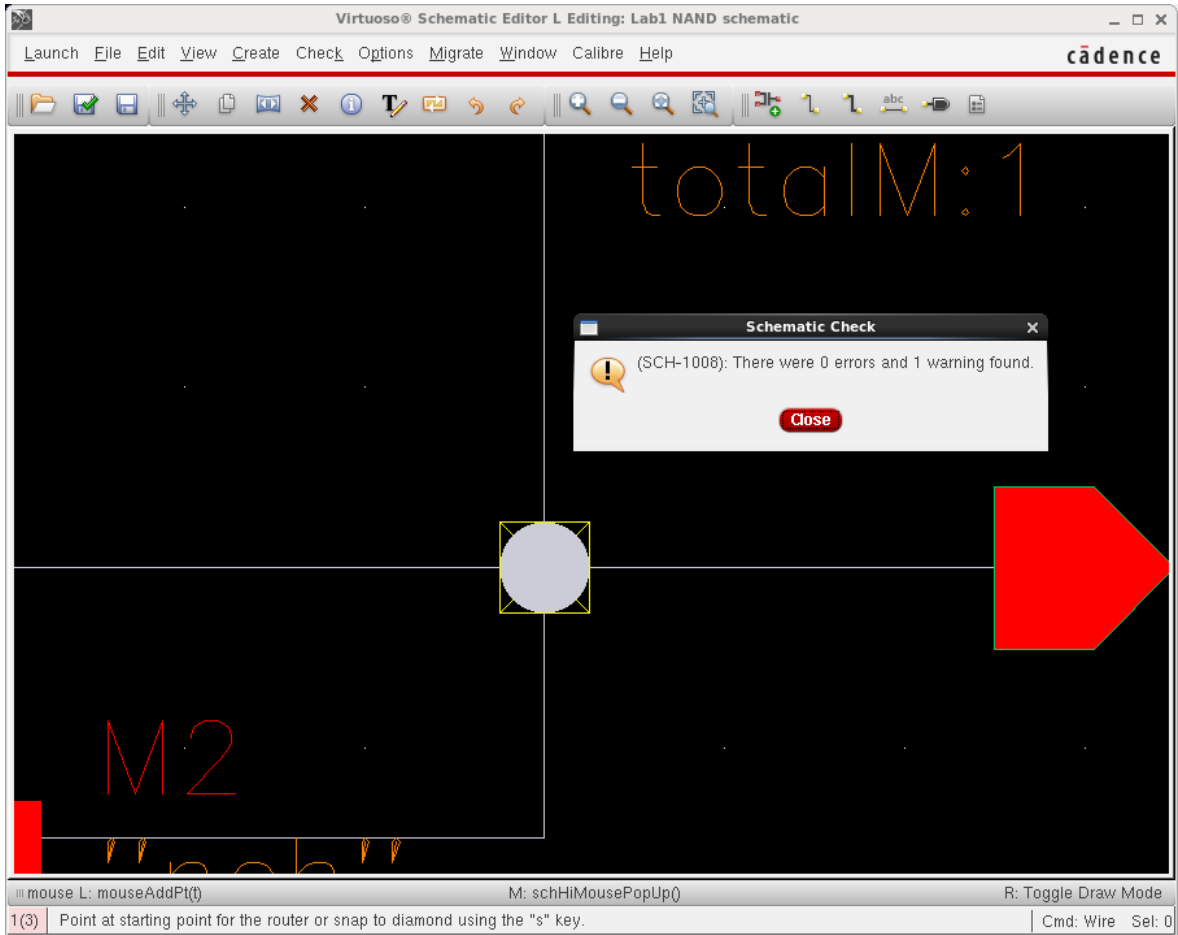 Virtuoso® Schematic Editor L Editing: Lab1 NAND schematic
Launch File Edit View Create Check Options Migrate Window Calibre Help
cādence
abc
totalM:1
Schematic Check
(SCH-1008): There were 0 errors and 1 warning found.
Close
M2
"nch"
mouse L: mouseAddPt(t) M: schHiMousePopUp() R: Toggle Draw Mode
1(3) Point at starting point for the router or snap to diamond using the "s" key. Cmd: Wire Sel: 0